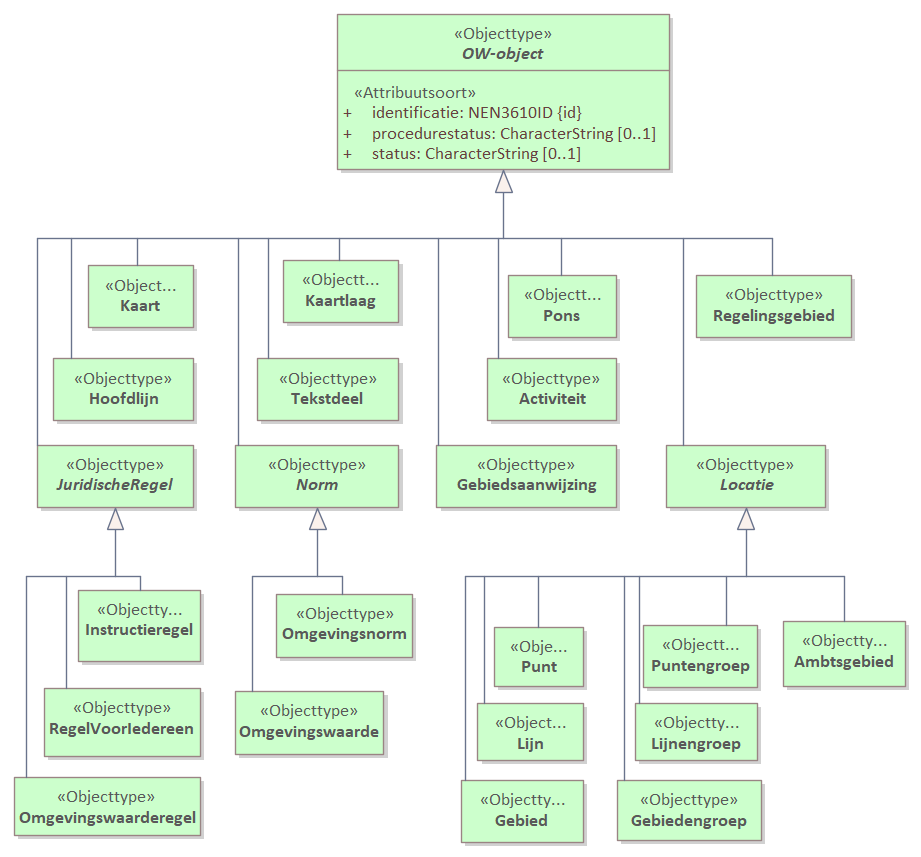 «Objecttype»
OW-object
«Attribuutsoort»
+ identificatie: NEN3610ID {id}
+ procedurestatus: CharacterString [0..1]
+ status: CharacterString [0..1]
«Object...
Kaart
«Objectt...
Kaartlaag
«Objectt...
Pons
«Objecttype»
Regelingsgebied
«Objecttype»
Hoofdlijn
«Objecttype»
Tekstdeel
«Objecttype»
Activiteit
«Objecttype»
JuridischeRegel
«Objecttype»
Norm
«Objecttype»
Gebiedsaanwijzing
«Objecttype»
Locatie
«Objectty...
Instructieregel
«Objecttype»
Omgevingsnorm
«Obje...
Punt
«Objectt...
Puntengroep
«Objectty...
Ambtsgebied
«Objecttype»
RegelVoorIedereen
«Objecttype»
Omgevingswaarde
«Object...
Lijn
«Objectty...
Lijnengroep
«Objecttype»
Omgevingswaarderegel
«Objectty...
Gebied
«Objecttype»
Gebiedengroep